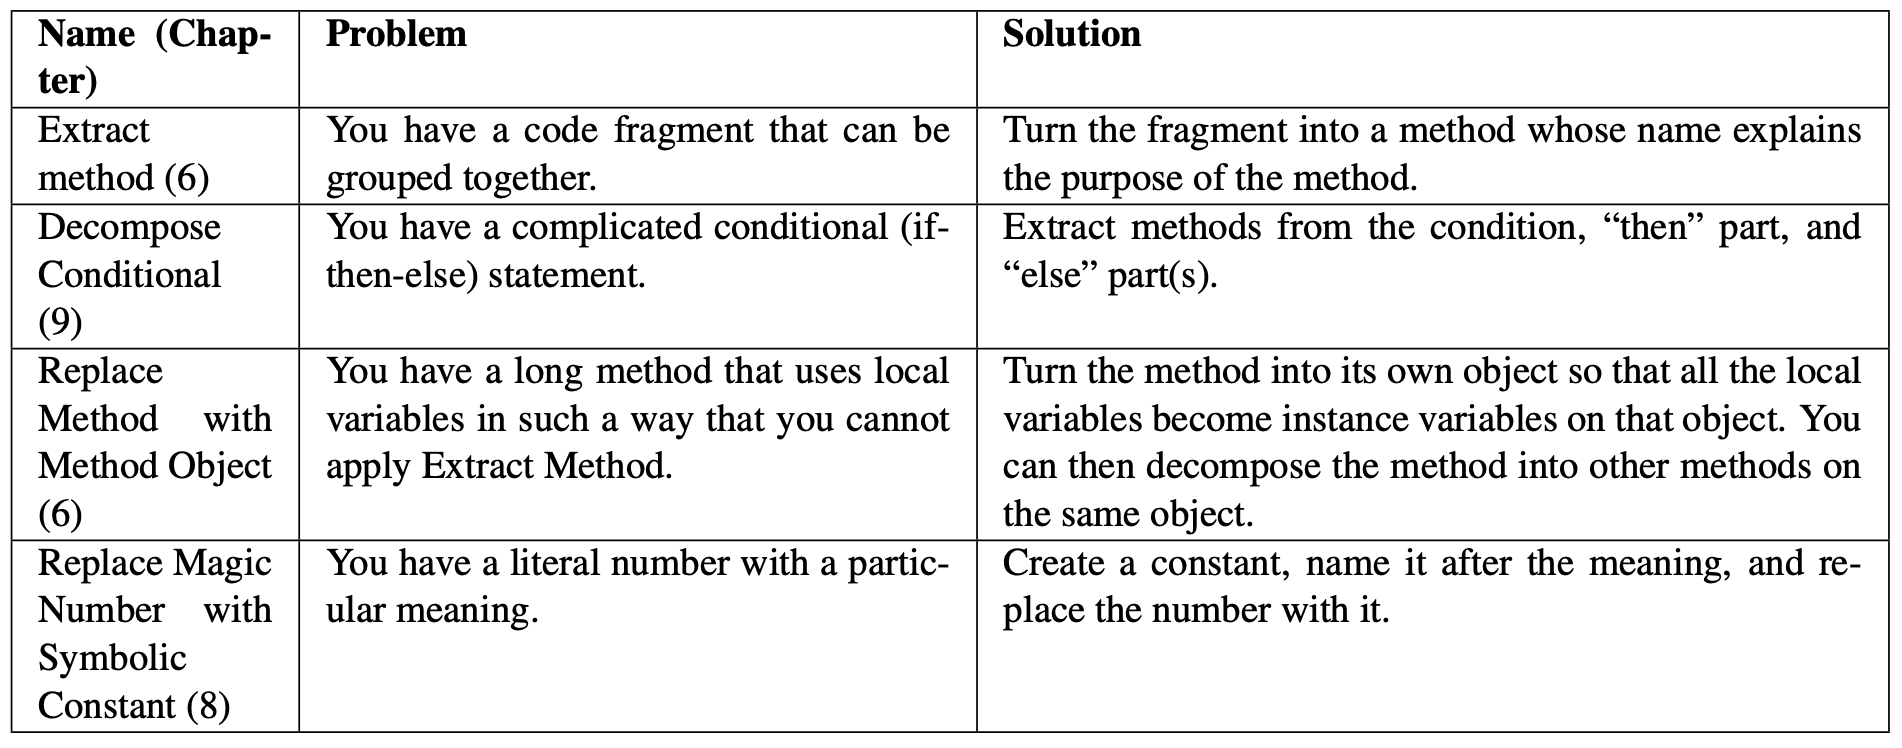 Name (Chap-
ter)
Problem
Solution
Extract
method (6)
You have a code fragment that can be
grouped together.
Turn the fragment into a method whose name explains
the purpose of the method.
Decompose
Conditional
(9)
You have a complicated conditional (if-
then-else) statement.
Extract methods from the condition, “then” part, and
“else” part(s).
Replace
Method with
Method Object
(6)
You have a long method that uses local
variables in such a way that you cannot
apply Extract Method.
Turn the method into its own object so that all the local
variables become instance variables on that object. You
can then decompose the method into other methods on
the same object.
Replace Magic
Number with
Symbolic
Constant (8)
You have a literal number with a partic-
ular meaning.
Create a constant, name it after the meaning, and re-
place the number with it.